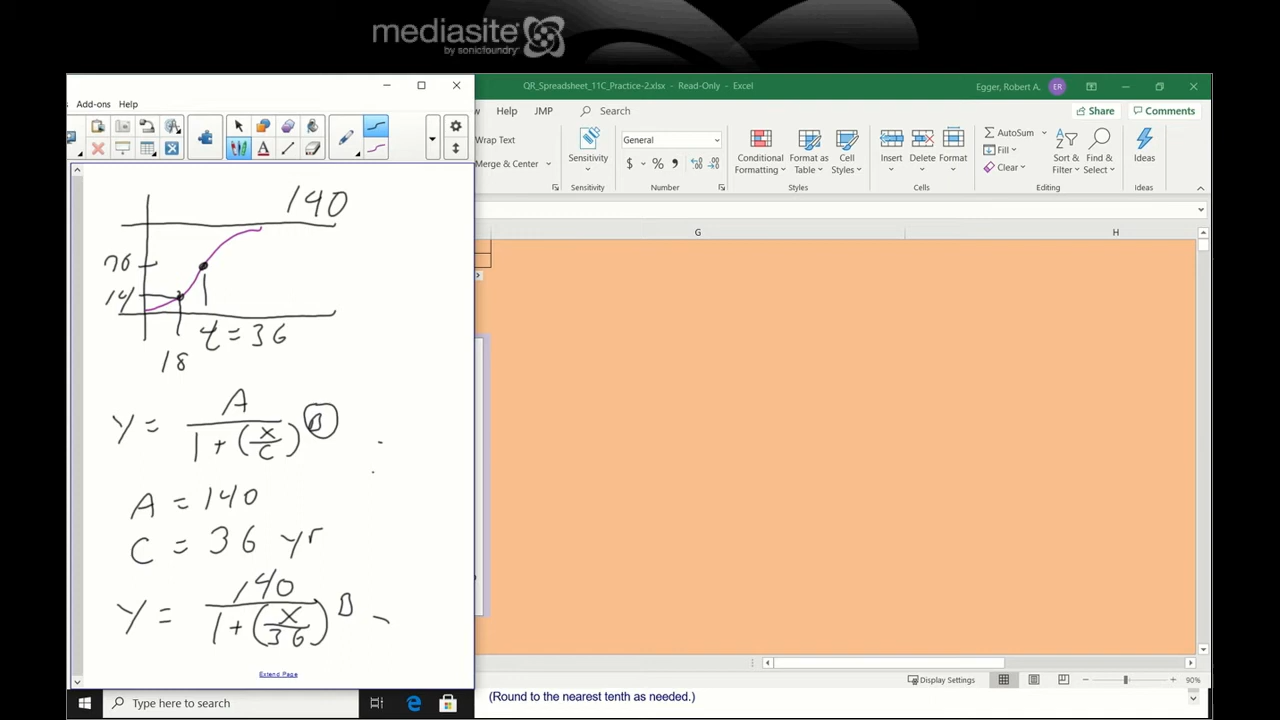 mediasite
by sonicfoundry
QR_Spreadsheet_11C_Practice-2.xlsx - Read-Only - Excel
Egger, Robert A.
ER
Add-ons Help
Help JMP Search
Share Comments
Wrap Text
Merge & Center
General
$ % ,
Sensitivity
Conditional Formatting
Format as Table
Cell Styles
Insert Delete Format
AutoSum
Fill
Clear
Sort & Filter
Find & Select
Ideas
Sensitivity
Number
Styles
Cells
Editing
Ideas
G H
140
70
14
t = 36
18
Y = A / 1 + (x/c)^B
A = 140
C = 36 yr
Y = 140 / 1 + (x/36)^B
Extend Page
Display Settings
90%
Type here to search
(Round to the nearest tenth as needed.)